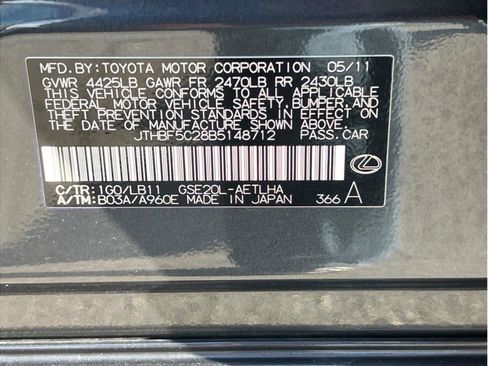 MFD.BY:TOYOTA MOTOR CORPORATION 05/11
GVWR 4425LB GAWR FR 2470LB RR 2430LB
THIS VEHICLE CONFORMS TO ALL APPLICABLE
FEDERAL MOTOR VEHICLE SAFETY,BUMPER,AND
THEFT PREVENTION STANDARDS IN EFFECT ON
THE DATE OF MANUFACTURE SHOWN ABOVE.
JTHBF5C28B5148712 PASS.CAR
C/TR:1G0/LB11 GSE20L-AETLHA
A/TM:B03A/A960E MADE IN JAPAN 366 A